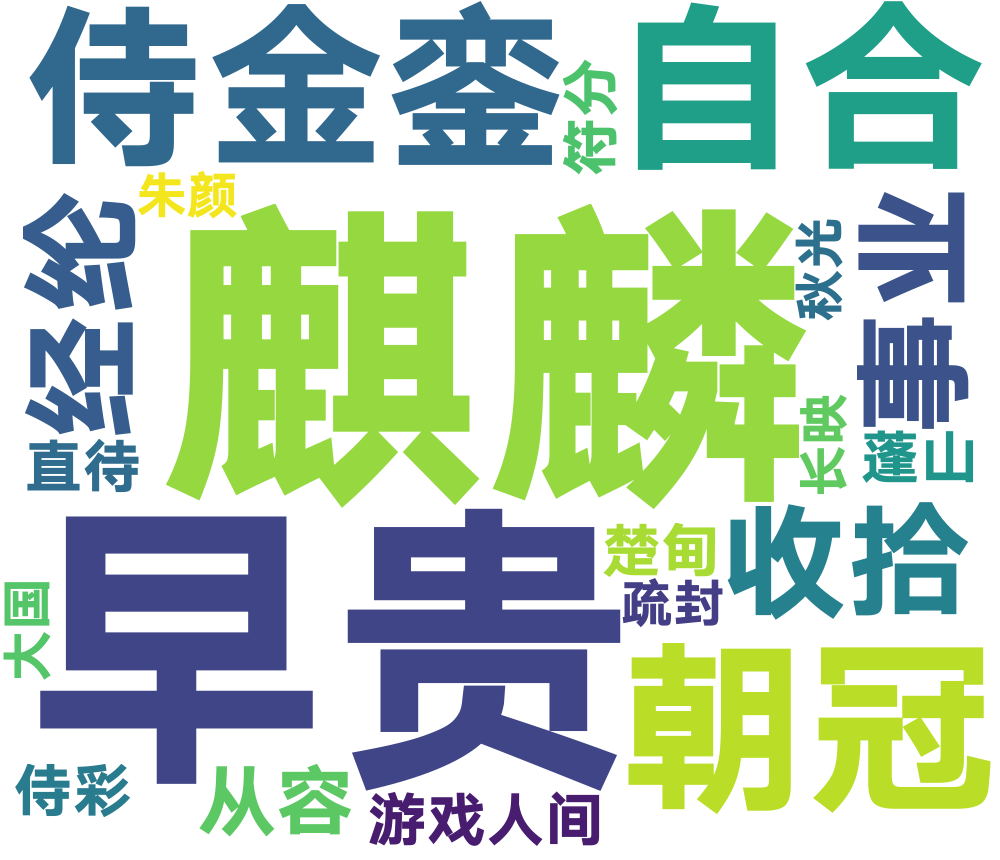 侍金銮
符分
自合
朱颜
经纶
麒麟
秋光
亚事
直待
长映
蓬山
早贵
楚甸
收拾
大国
疏封
朝冠
侍彩
从容
游戏人间